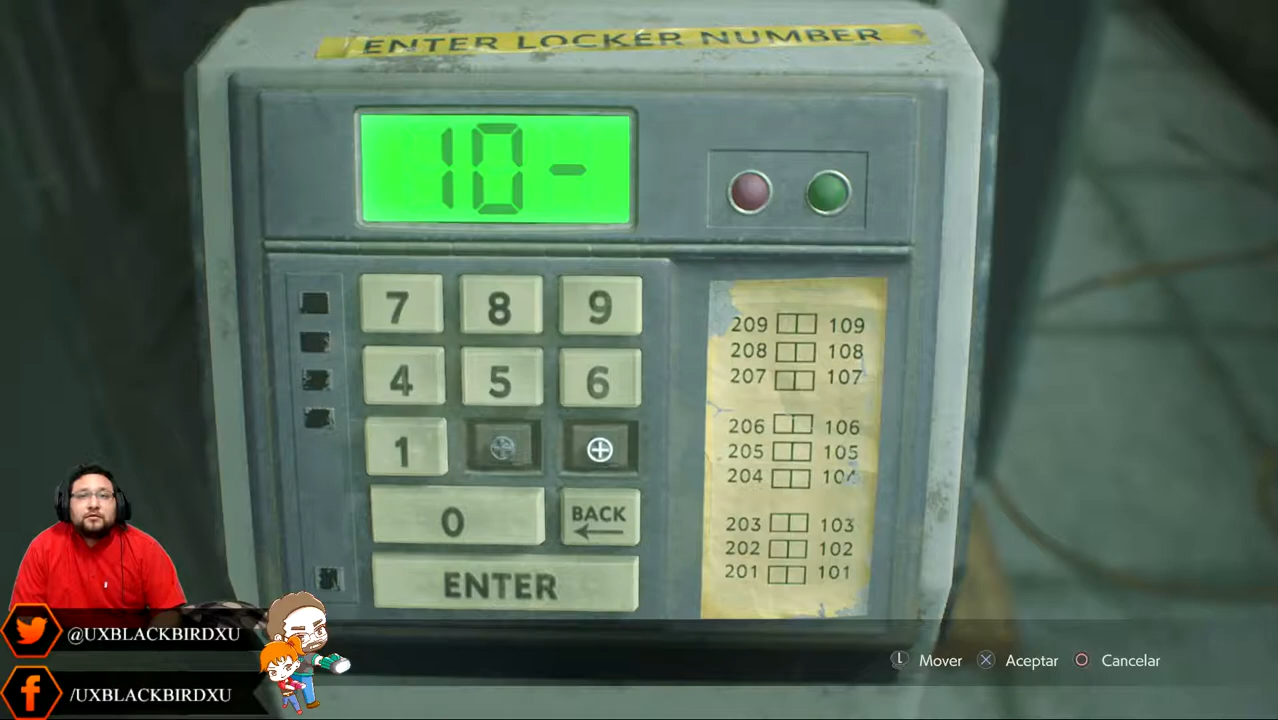 ENTER LOCKER NUMBER
10-
7 8 9
4 5 6
1
0 BACK
ENTER
209 109
208 108
207 107
206 106
205 105
204 104
203 103
202 102
201 101
@UXBLACKBIRDXU
/UXBLACKBIRDXU
L Mover Aceptar Cancelar